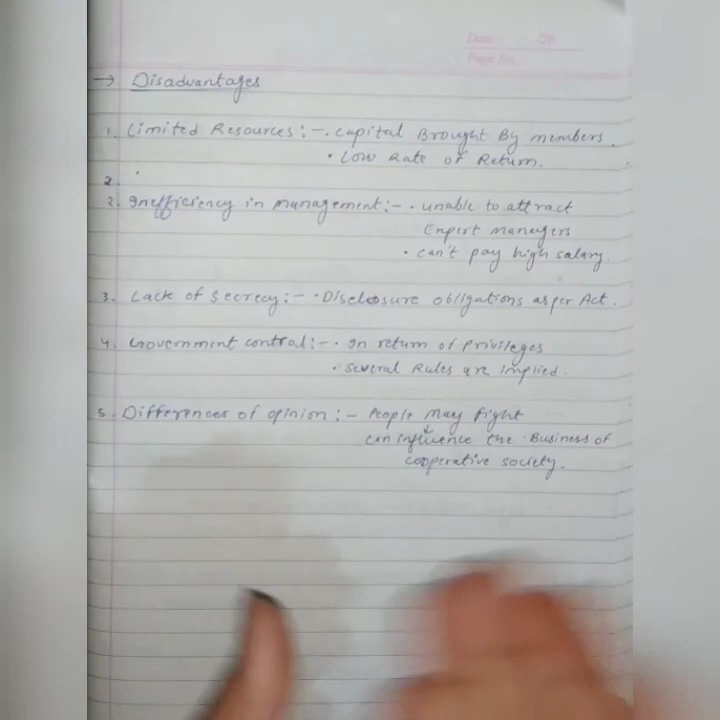 Date / /20
Page No.
→ Disadvantages
1. Limited Resources :- • Capital Brought By members.
• Low Rate of Return.
2.
2. Inefficiency in management :- • unable to attract
Expert managers
• can't pay high salary
3. Lack of Secrecy :- • Disclosure obligations as per Act.
4. Government control :- • In return of Privileges
• Several Rules are implied.
5. Differences of opinion :- People may fight
↓
can influence the Business of
cooperative society.